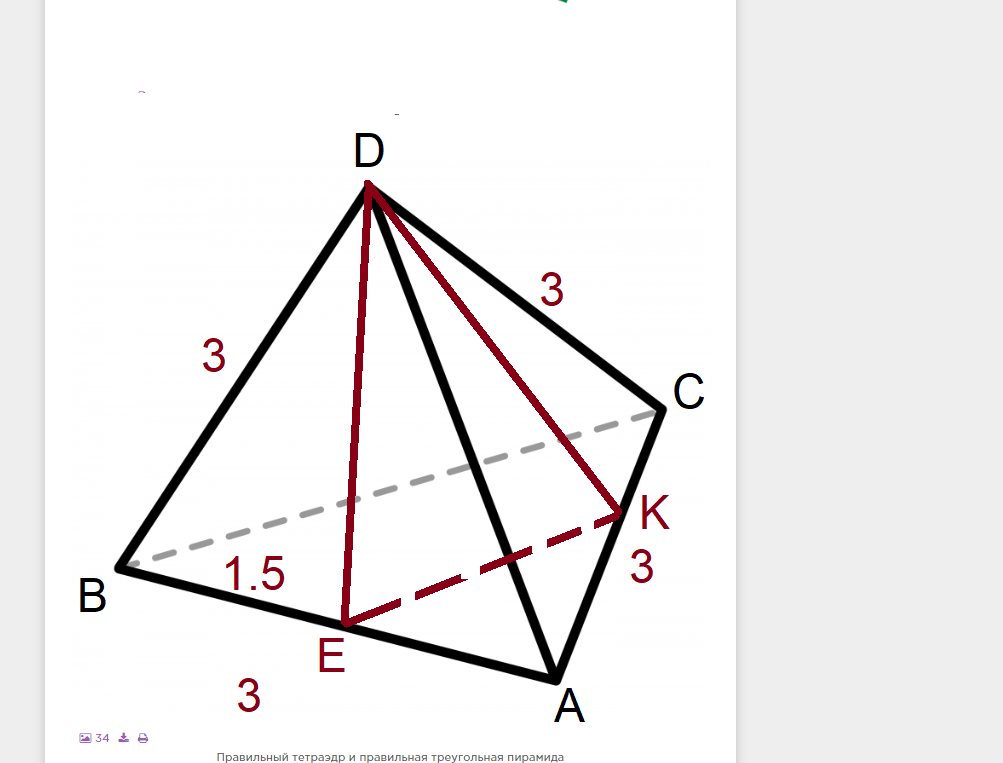 D
3
3
C
K
1.5
3
B
E
3
A
34
Правильный тетраэдр и правильная треугольная пирамида